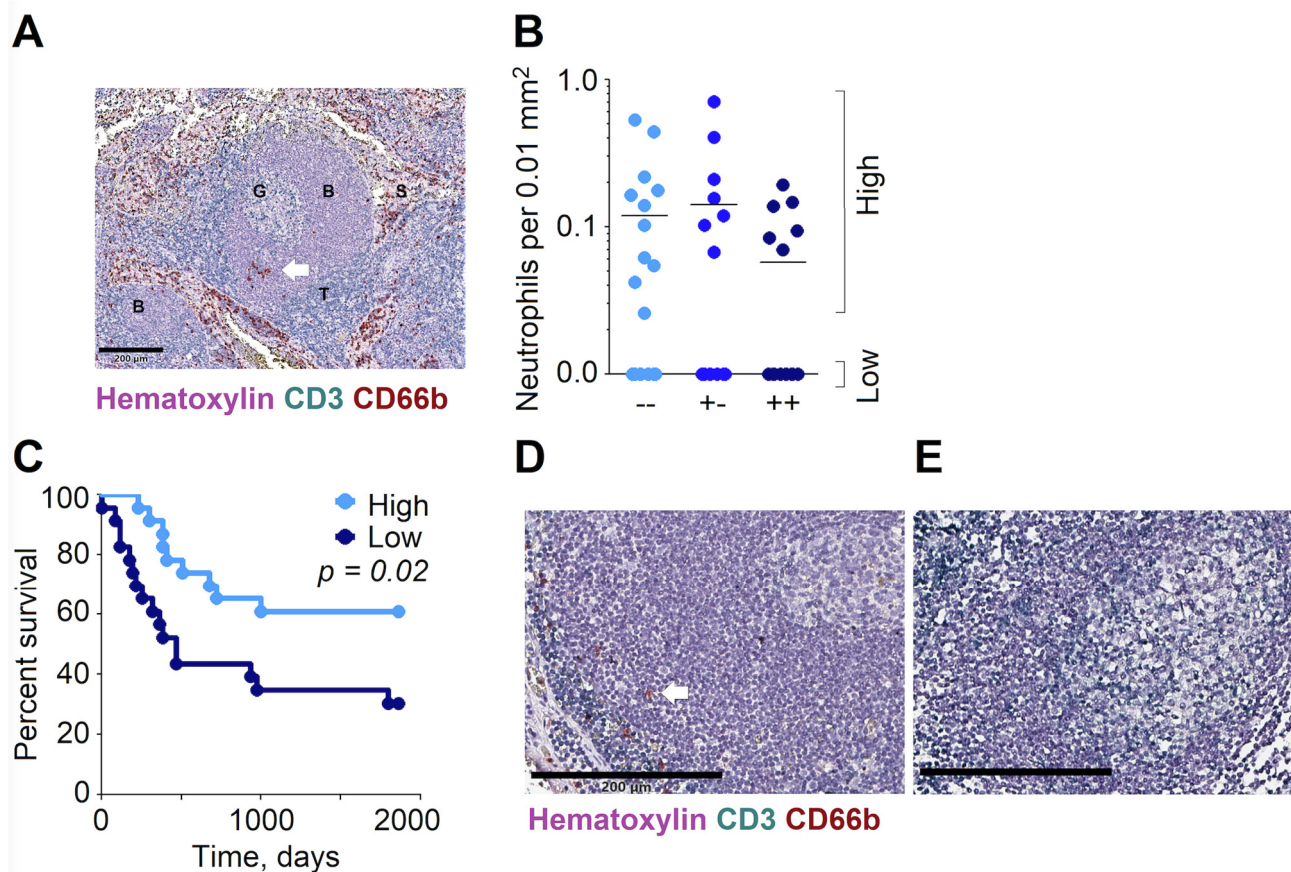 A
G
B
S
T
B
200 µm
Hematoxylin CD3 CD66b
B
Neutrophils per 0.01 mm²
1.0
0.1
0.0
-- +- ++
High
Low
C
Percent survival
100
80
60
40
20
0
0 1000 2000
Time, days
High
Low
p = 0.02
D
200 µm
Hematoxylin CD3 CD66b
E